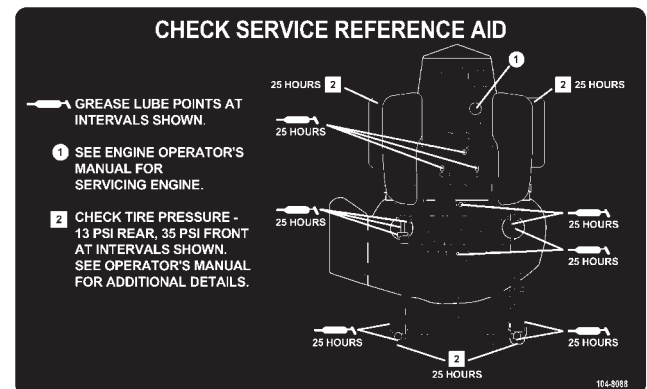 CHECK SERVICE REFERENCE AID
GREASE LUBE POINTS AT
INTERVALS SHOWN.
1 SEE ENGINE OPERATOR'S
MANUAL FOR
SERVICING ENGINE.
2 CHECK TIRE PRESSURE -
13 PSI REAR, 35 PSI FRONT
AT INTERVALS SHOWN.
SEE OPERATOR'S MANUAL
FOR ADDITIONAL DETAILS.
1
25 HOURS 2
2 25 HOURS
25 HOURS
25 HOURS
25 HOURS
25 HOURS
25 HOURS
2
25 HOURS
25 HOURS
104-8088